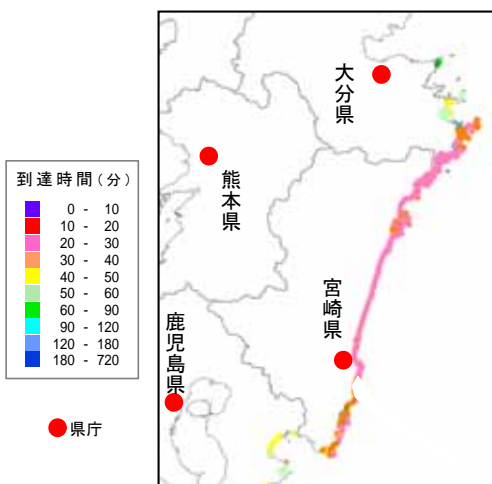 到達時間(分)
0 - 10
10 - 20
20 - 30
30 - 40
40 - 50
50 - 60
60 - 90
90 - 120
120 - 180
180 - 720
県庁
大分県
熊本県
宮崎県
鹿児島県